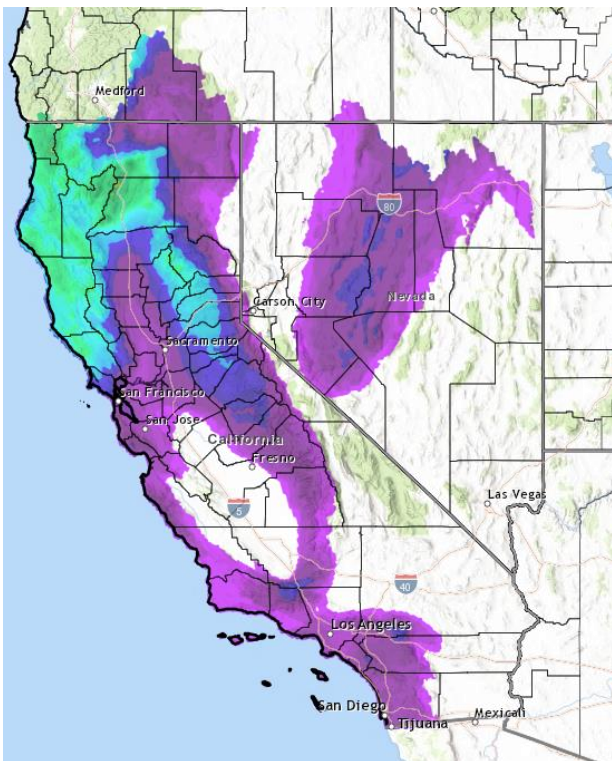 Medford
80
Carson City
Nevada
Sacramento
San Francisco
San Jose
California
Fresno
5
Las Vegas
40
Los Angeles
San Diego
Tijuana
Mexicali